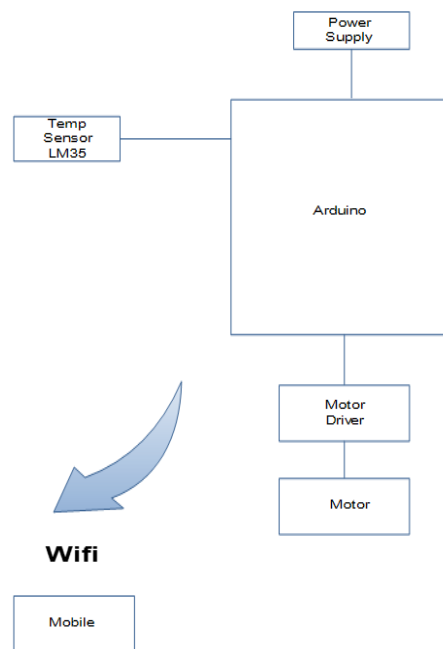 Power
Supply
Temp
Sensor
LM35
Arduino
Motor
Driver
Motor
Wifi
Mobile